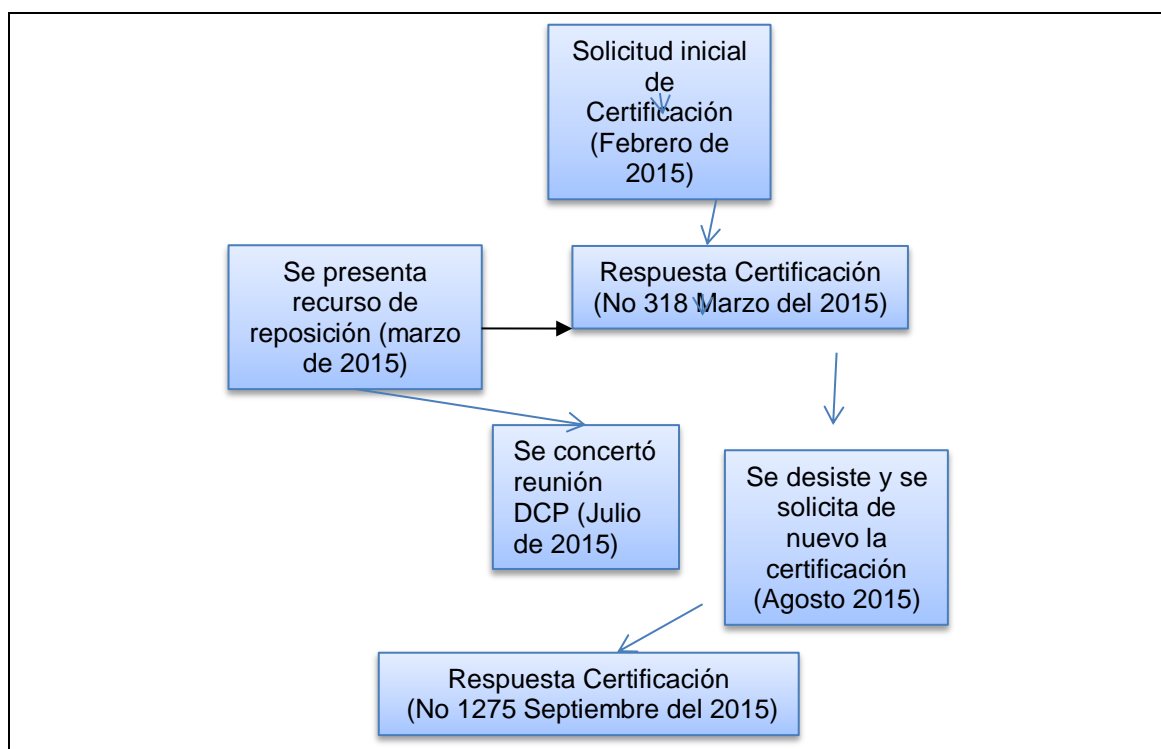 Solicitud inicial
de
Certificación
(Febrero de
2015)
Respuesta Certificación
(No 318 Marzo del 2015)
Se presenta
recurso de
reposición (marzo
de 2015)
Se concertó
reunión
DCP (Julio
de 2015)
Se desiste y se
solicita de
nuevo la
certificación
(Agosto 2015)
Respuesta Certificación
(No 1275 Septiembre del 2015)